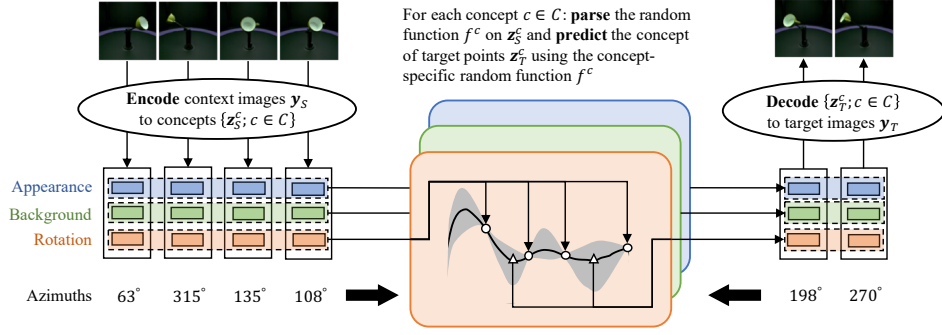 For each concept c ∈ C: parse the random
function f^c on z_S^c and predict the concept
of target points z_T^c using the concept-
specific random function f^c
Encode context images y_S
to concepts {z_S^c; c ∈ C}
Decode {z_T^c; c ∈ C}
to target images y_T
Appearance
Background
Rotation
Azimuths 63° 315° 135° 108° 198° 270°